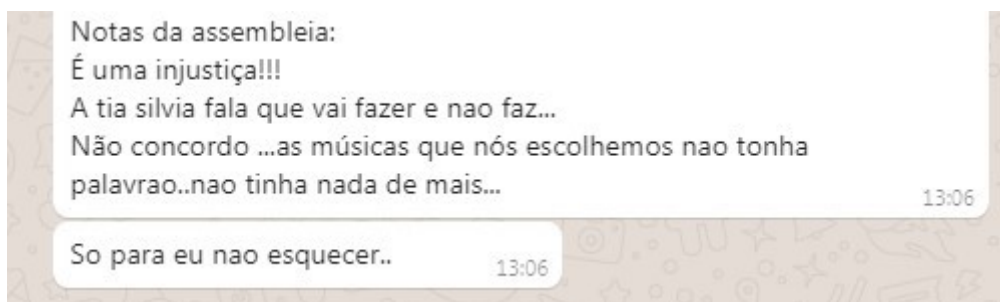 Notas da assembleia:
É uma injustiça!!!
A tia silvia fala que vai fazer e nao faz...
Não concordo ...as músicas que nós escolhemos nao tonha
palavrao..nao tinha nada de mais...
13:06
So para eu nao esquecer..
13:06